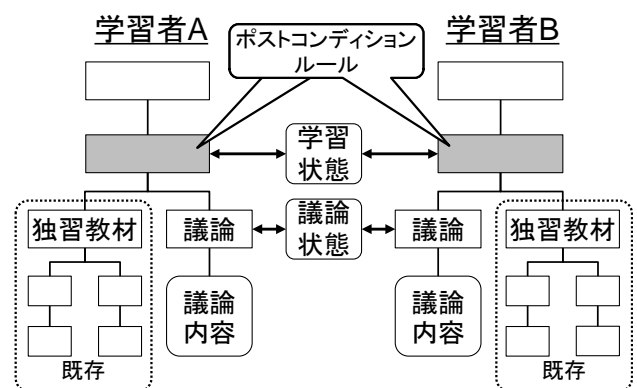 学習者A
ポストコンディション
ルール
学習者B
学習
状態
独習教材
議論
議論
状態
議論
独習教材
議論
内容
議論
内容
既存
既存